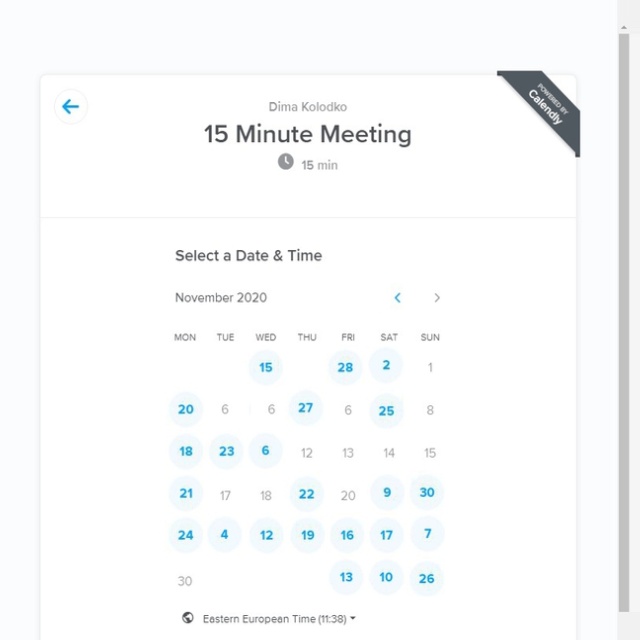 POWERED BY
Calendly
Dima Kolodko
15 Minute Meeting
15 min
Select a Date & Time
November 2020
MON TUE WED THU FRI SAT SUN
15 28 2 1
20 6 6 27 6 25 8
18 23 6 12 13 14 15
21 17 18 22 20 9 30
24 4 12 19 16 17 7
30 13 10 26
Eastern European Time (11:38)